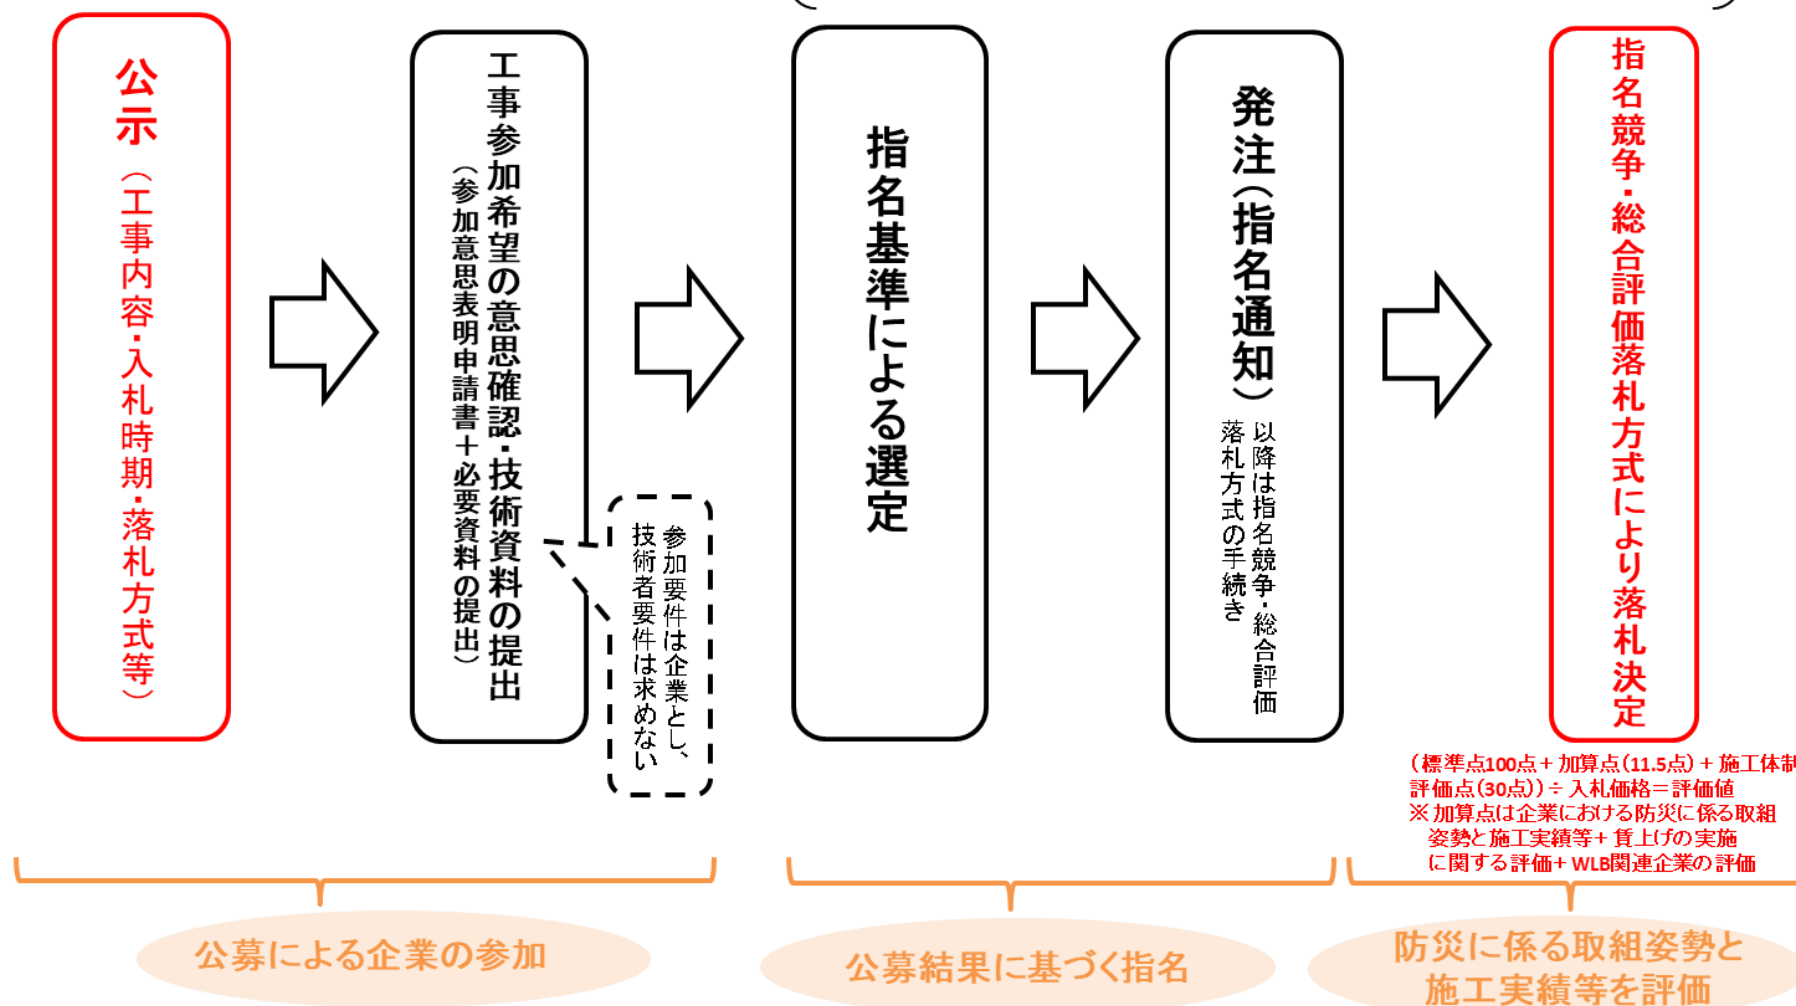 公示（工事内容・入札時期・落札方式等）
工事参加希望の意思確認・技術資料の提出
（参加意思表明申請書＋必要資料の提出）
参加要件は企業とし、
技術者要件は求めない
指名基準による選定
発注（指名通知）
以降は指名競争・総合評価
落札方式の手続き
指名競争・総合評価落札方式により落札決定
(標準点100点+加算点(11.5点)+施工体制
評価点(30点))÷入札価格=評価値
※加算点は企業における防災に係る取組
姿勢と施工実績等+賃上げの実施
に関する評価+WLB関連企業の評価
公募による企業の参加
公募結果に基づく指名
防災に係る取組姿勢と
施工実績等を評価